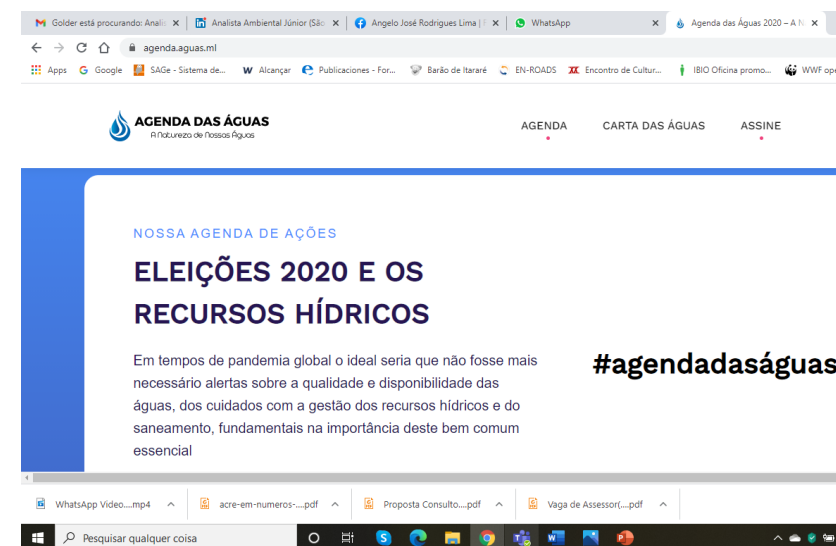 Golder está procurando: Analis
Analista Ambiental Júnior (São
Angelo José Rodrigues Lima |
WhatsApp
Agenda das Águas 2020 – A N
agenda.aguas.ml
Apps
Google
SAGe - Sistema de...
Alcançar
Publicaciones - For...
Barão de Itararé
EN-ROADS
Encontro de Cultur...
IBIO Oficina promo...
WWF ope
AGENDA DAS ÁGUAS
A Natureza de Nossas Águas
AGENDA
CARTA DAS ÁGUAS
ASSINE
NOSSA AGENDA DE AÇÕES
ELEIÇÕES 2020 E OS
RECURSOS HÍDRICOS
Em tempos de pandemia global o ideal seria que não fosse mais
necessário alertas sobre a qualidade e disponibilidade das
águas, dos cuidados com a gestão dos recursos hídricos e do
saneamento, fundamentais na importância deste bem comum
essencial
#agendadaságuas
WhatsApp Video....mp4
acre-em-numeros-....pdf
Proposta Consulto....pdf
Vaga de Assessor(....pdf
Pesquisar qualquer coisa